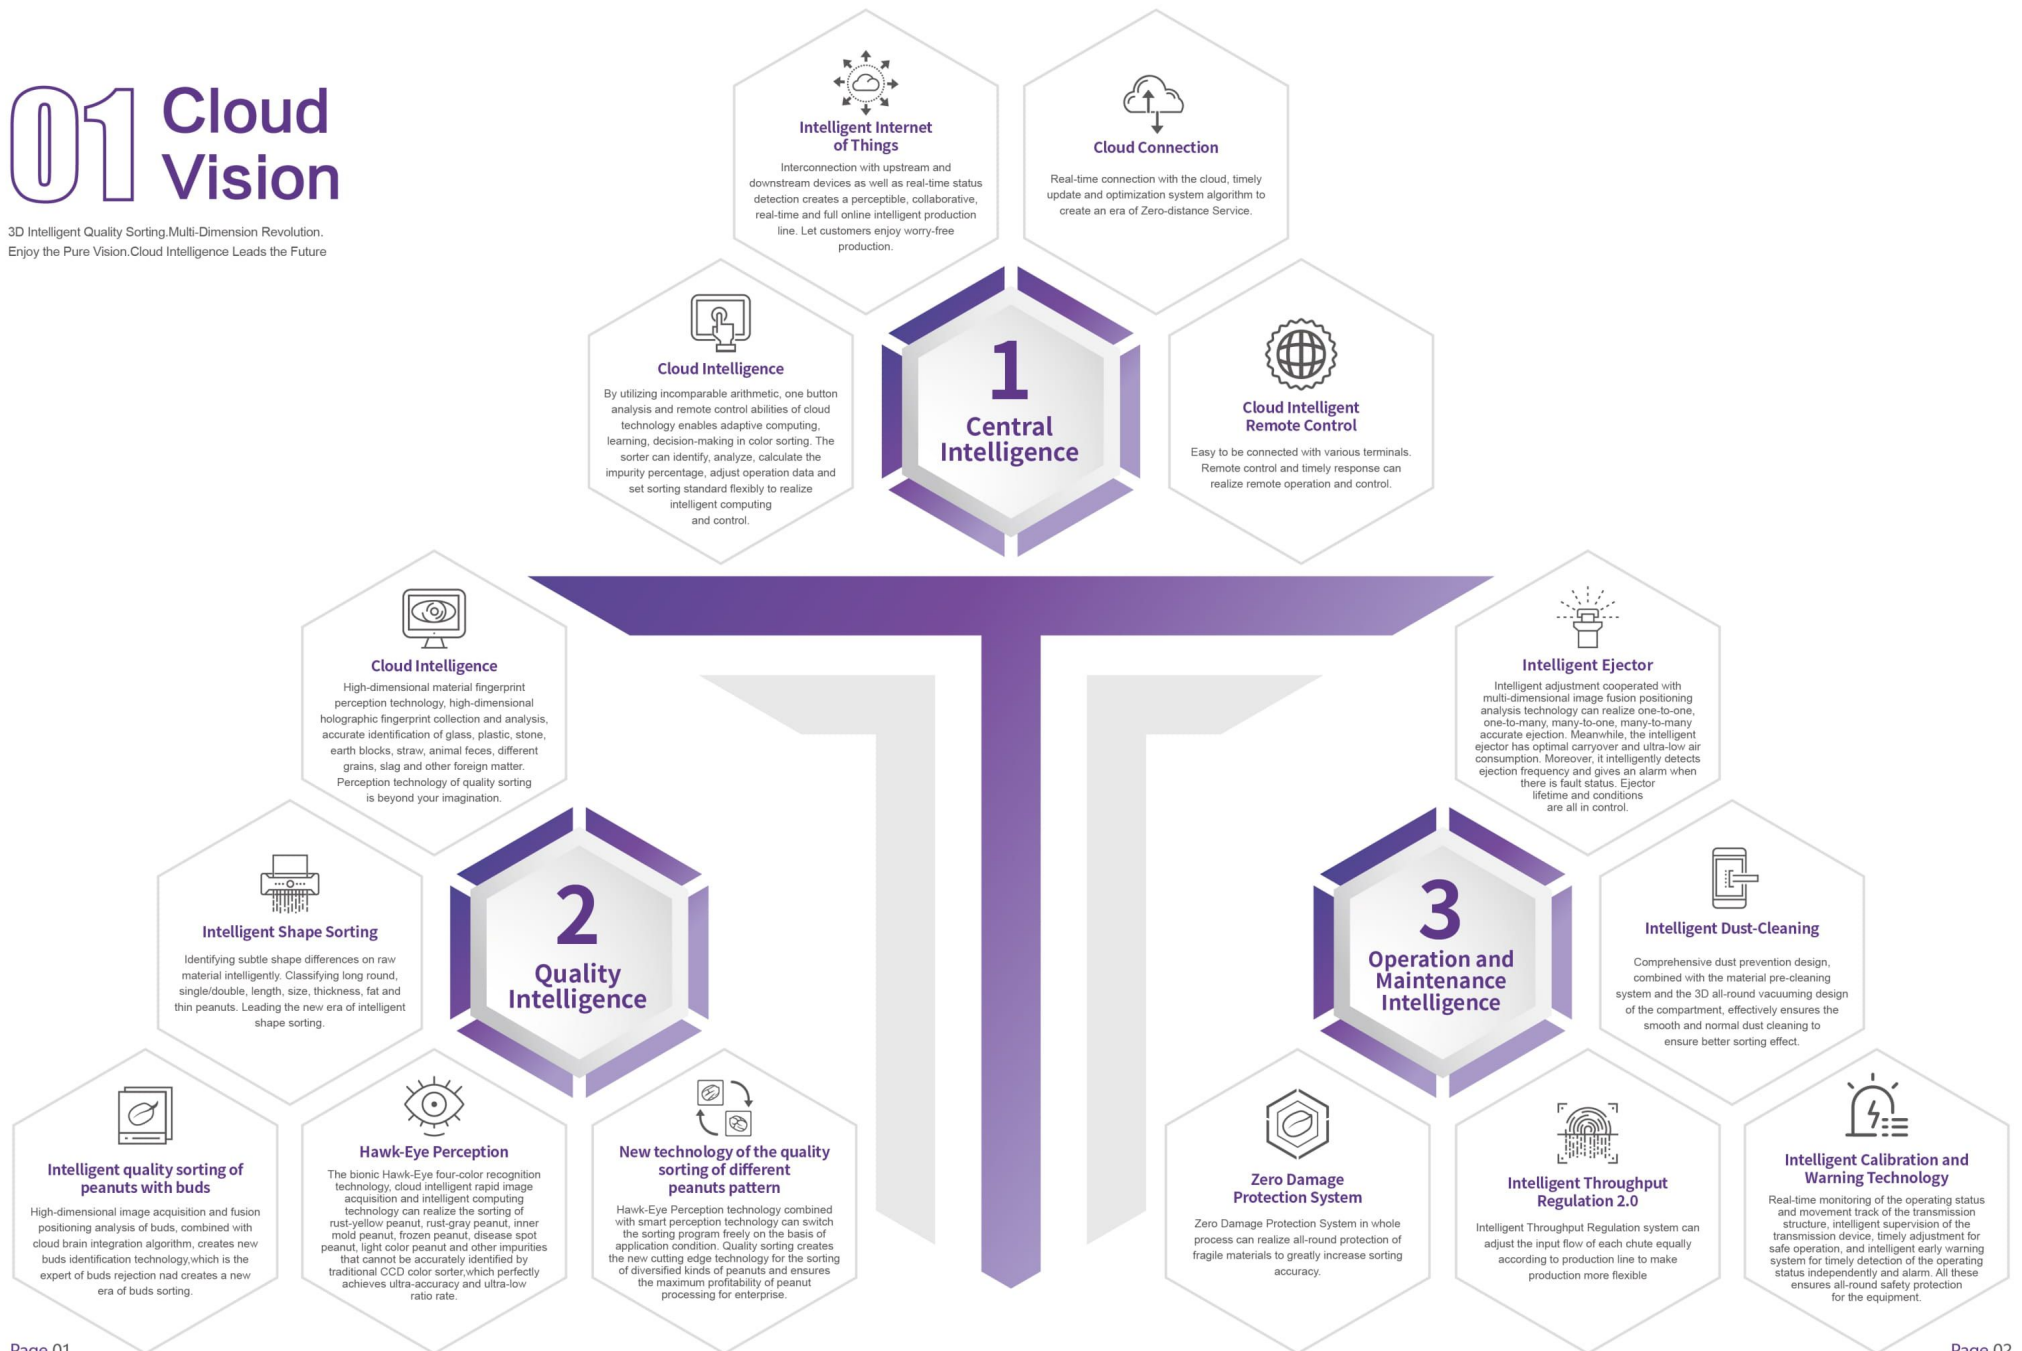 01 Cloud
Vision
3D Intelligent Quality Sorting.Multi-Dimension Revolution.
Enjoy the Pure Vision.Cloud Intelligence Leads the Future
Intelligent Internet
of Things
Interconnection with upstream and
downstream devices as well as real-time status
detection creates a perceptible, collaborative,
real-time and full online intelligent production
line. Let customers enjoy worry-free
production.
Cloud Connection
Real-time connection with the cloud, timely
update and optimization system algorithm to
create an era of Zero-distance Service.
Cloud Intelligence
By utilizing incomparable arithmetic, one button
analysis and remote control abilities of cloud
technology enables adaptive computing,
learning, decision-making in color sorting. The
sorter can identify, analyze, calculate the
impurity percentage, adjust operation data and
set sorting standard flexibly to realize
intelligent computing
and control.
1
Central
Intelligence
Cloud Intelligent
Remote Control
Easy to be connected with various terminals.
Remote control and timely response can
realize remote operation and control.
Cloud Intelligence
High-dimensional material fingerprint
perception technology, high-dimensional
holographic fingerprint collection and analysis,
accurate identification of glass, plastic, stone,
earth blocks, straw, animal feces, different
grains, slag and other foreign matter.
Perception technology of quality sorting
is beyond your imagination.
Intelligent Shape Sorting
Identifying subtle shape differences on raw
material intelligently. Classifying long round,
single/double, length, size, thickness, fat and
thin peanuts. Leading the new era of intelligent
shape sorting.
2
Quality
Intelligence
Intelligent quality sorting of
peanuts with buds
High-dimensional image acquisition and fusion
positioning analysis of buds, combined with
cloud brain integration algorithm, creates new
buds identification technology,which is the
expert of buds rejection nad creates a new
era of buds sorting.
Hawk-Eye Perception
The bionic Hawk-Eye four-color recognition
technology, cloud intelligent rapid image
acquisition and intelligent computing
technology can realize the sorting of
rust-yellow peanut, rust-gray peanut, inner
mold peanut, frozen peanut, disease spot
peanut, light color peanut and other impurities
that cannot be accurately identified by
traditional CCD color sorter,which perfectly
achieves ultra-accuracy and ultra-low
ratio rate.
New technology of the quality
sorting of different
peanuts pattern
Hawk-Eye Perception technology combined
with smart perception technology can switch
the sorting program freely on the basis of
application condition. Quality sorting creates
the new cutting edge technology for the sorting
of diversified kinds of peanuts and ensures
the maximum profitability of peanut
processing for enterprise.
Intelligent Ejector
Intelligent adjustment cooperated with
multi-dimensional image fusion positioning
analysis technology can realize one-to-one,
one-to-many, many-to-one, many-to-many
accurate ejection. Meanwhile, the intelligent
ejector has optimal carryover and ultra-low air
consumption. Moreover, it intelligently detects
ejection frequency and gives an alarm when
there is fault status. Ejector
lifetime and conditions
are all in control.
3
Operation and
Maintenance
Intelligence
Intelligent Dust-Cleaning
Comprehensive dust prevention design,
combined with the material pre-cleaning
system and the 3D all-round vacuuming design
of the compartment, effectively ensures the
smooth and normal dust cleaning to
ensure better sorting effect.
Zero Damage
Protection System
Zero Damage Protection System in whole
process can realize all-round protection of
fragile materials to greatly increase sorting
accuracy.
Intelligent Throughput
Regulation 2.0
Intelligent Throughput Regulation system can
adjust the input flow of each chute equally
according to production line to make
production more flexible
Intelligent Calibration and
Warning Technology
Real-time monitoring of the operating status
and movement track of the transmission
structure, intelligent supervision of the
transmission device, timely adjustment for
safe operation, and intelligent early warning
system for timely detection of the operating
status independently and alarm. All these
ensures all-round safety protection
for the equipment.
Page 01
Page 02